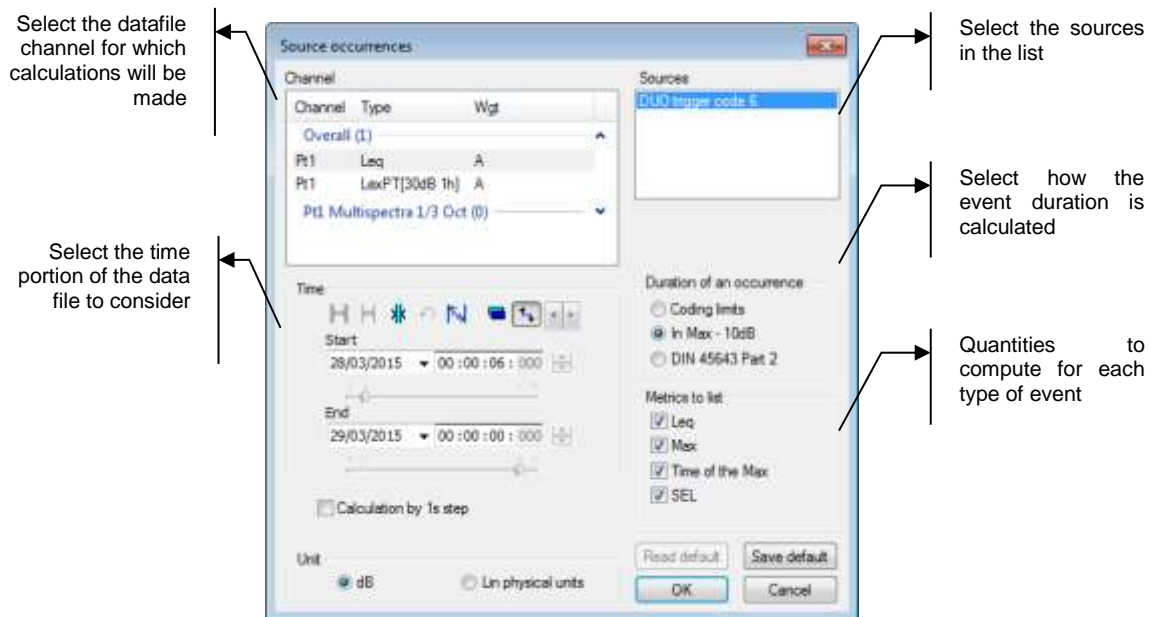 Select the datafile
channel for which
calculations will be
made
Select the time
portion of the data
file to consider
Source occurrences
Channel
Channel Type Wgt
Overall (1)
Pt1 Leq A
Pt1 LaxPT[30dB 1h] A
Pt1 Multispectra 1/3 Oct (0)
Time
Start
28/03/2015 00 :00 :06 : 000
End
29/03/2015 00 :00 :00 : 000
Calculation by 1s step
Unit
dB Lin physical units
Sources
DUO trigger code 6
Duration of an occurrence
Coding limits
In Max - 10dB
DIN 45643 Part 2
Metrics to list
Leq
Max
Time of the Max
SEL
Read default Save default
OK Cancel
Select the sources
in the list
Select how the
event duration is
calculated
Quantities to
compute for each
type of event